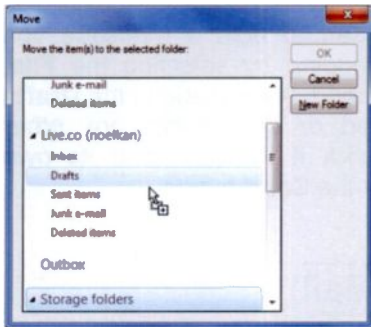 Move
Move the item(s) to the selected folder:
OK
Cancel
New Folder
Junk e-mail
Deleted items
Live.co (noelkan)
Inbox
Drafts
Sent items
Junk e-mail
Deleted items
Outbox
Storage folders